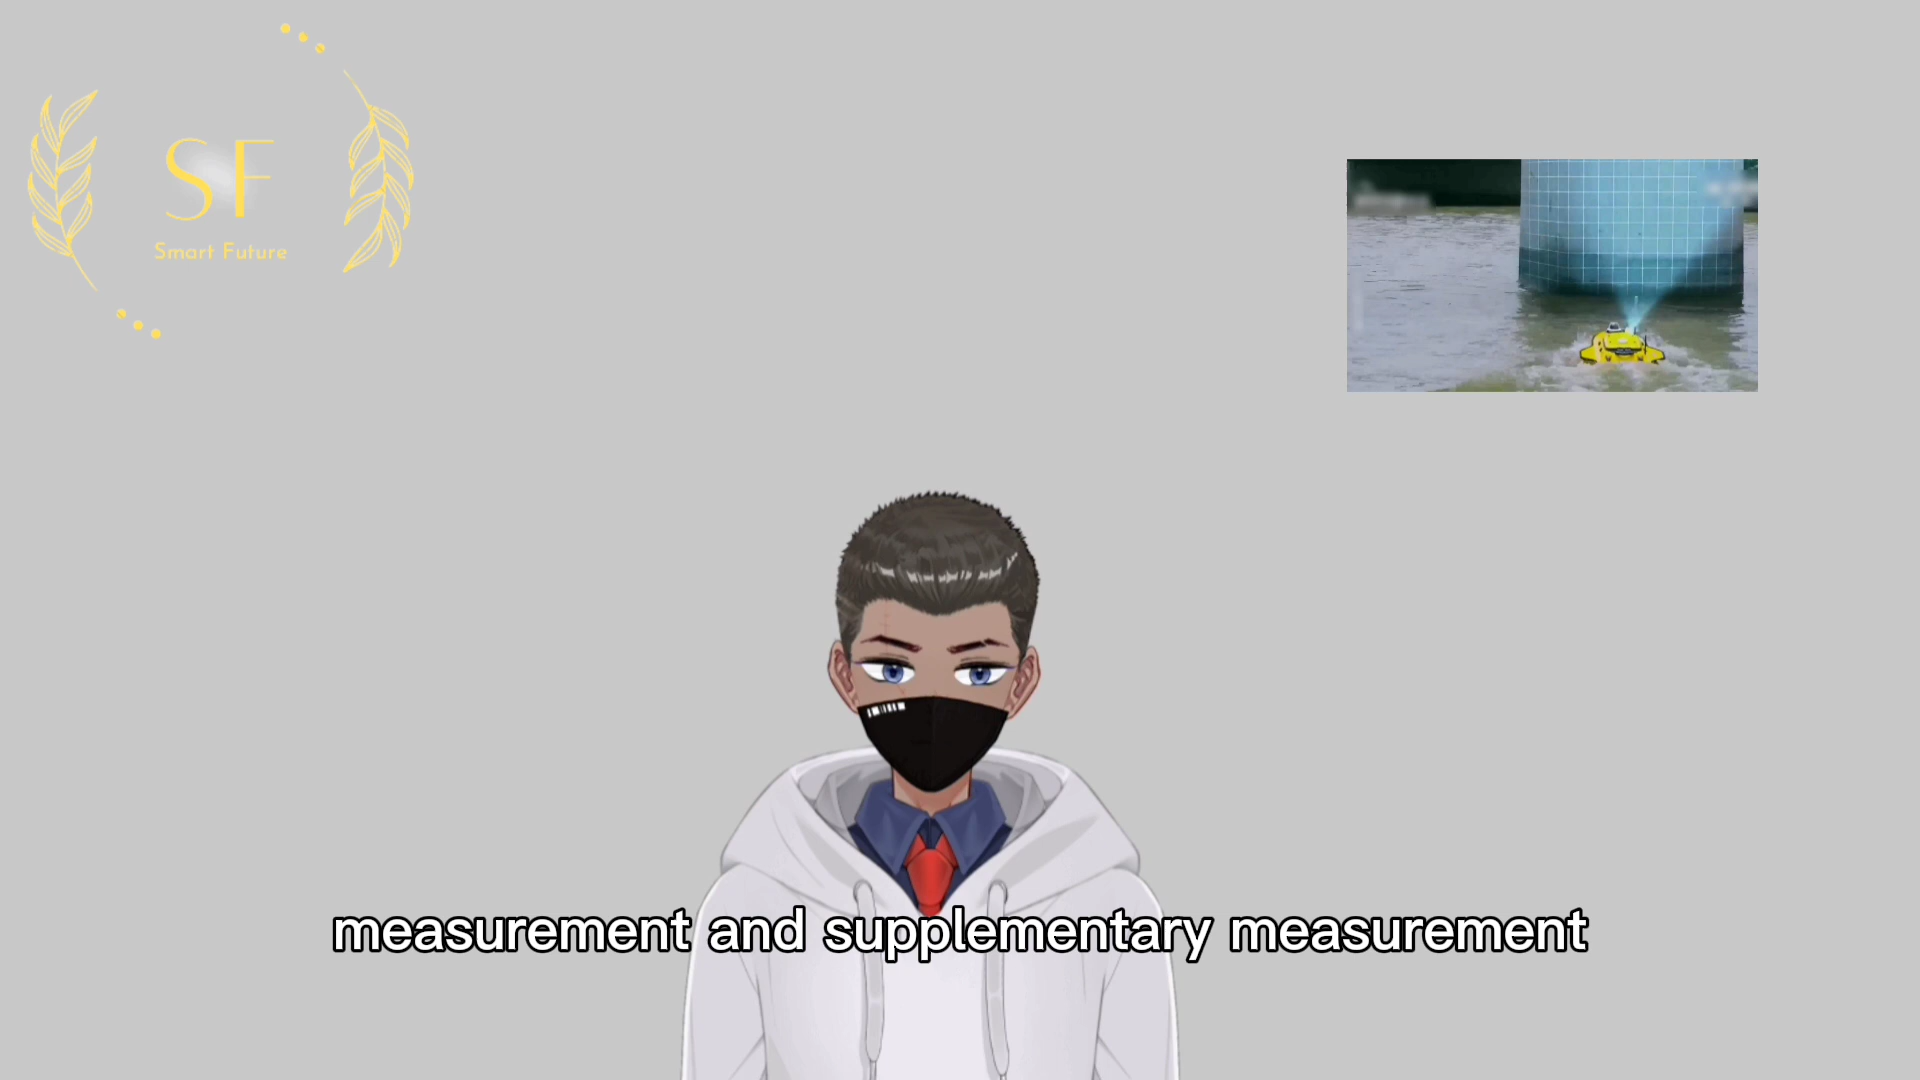 SF
Smart Future
measurement and supplementary measurement